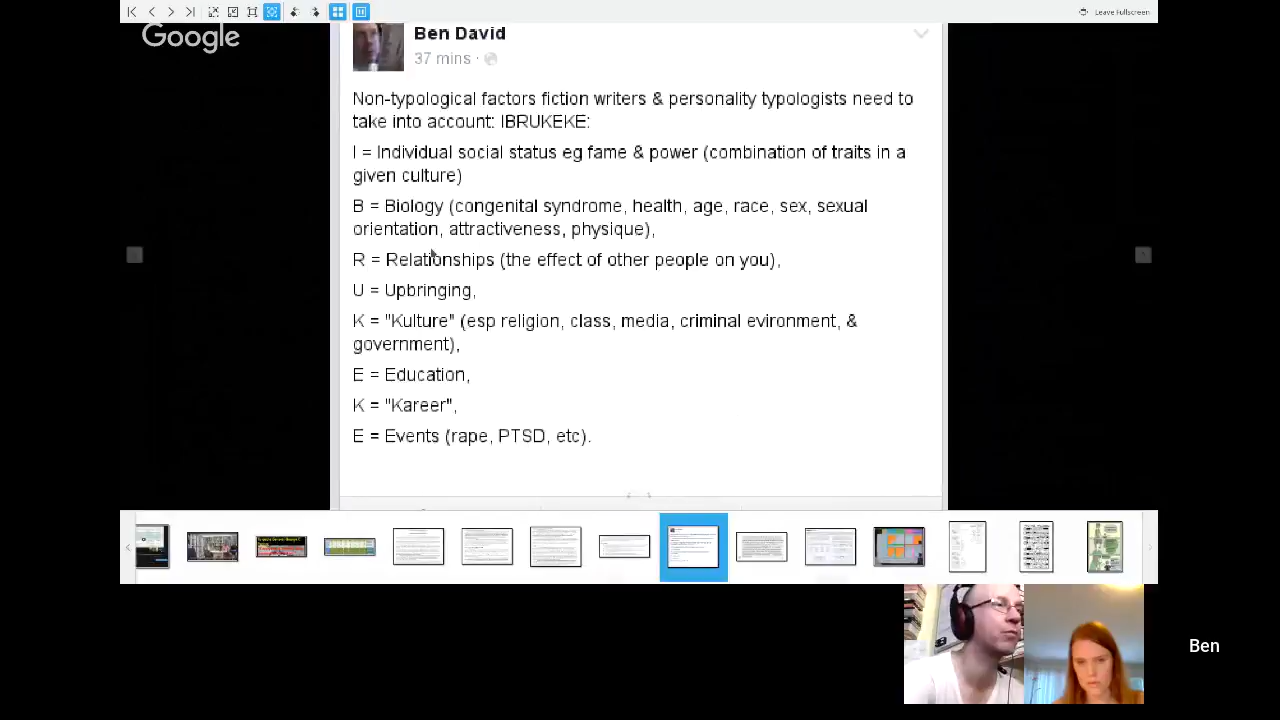 Leave Fullscreen
Google
Ben David
37 mins ·
Non-typological factors fiction writers & personality typologists need to
take into account: IBRUKEKE:
I = Individual social status eg fame & power (combination of traits in a
given culture)
B = Biology (congenital syndrome, health, age, race, sex, sexual
orientation, attractiveness, physique),
R = Relationships (the effect of other people on you),
U = Upbringing,
K = "Kulture" (esp religion, class, media, criminal evironment, &
government),
E = Education,
K = "Kareer",
E = Events (rape, PTSD, etc).
Ben